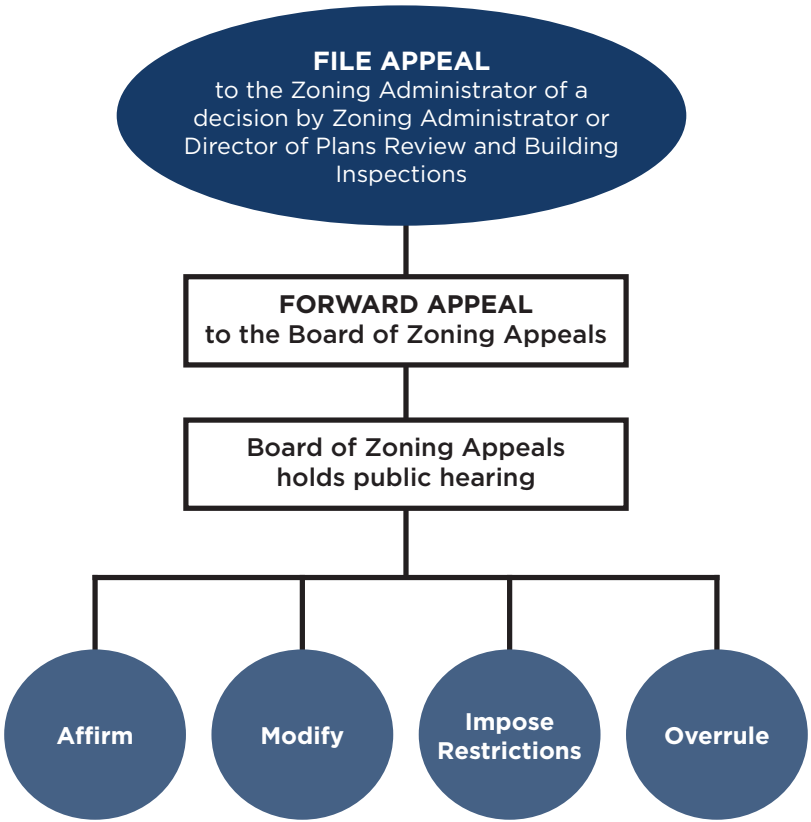 FILE APPEAL
to the Zoning Administrator of a
decision by Zoning Administrator or
Director of Plans Review and Building
Inspections
FORWARD APPEAL
to the Board of Zoning Appeals
Board of Zoning Appeals
holds public hearing
Affirm
Modify
Impose
Restrictions
Overrule